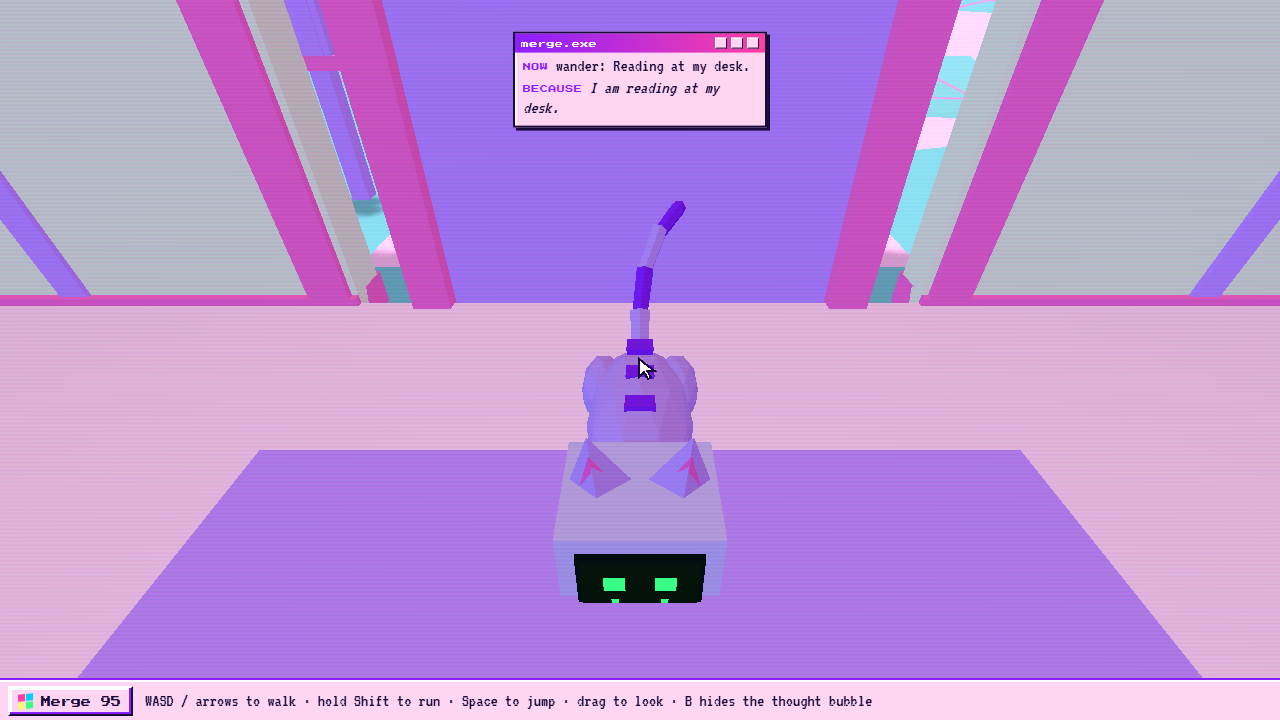 merge.exe
NOW wander: Reading at my desk.
BECAUSE I am reading at my
desk.
Merge 95
WASD / arrows to walk · hold Shift to run · Space to jump · drag to look · B hides the thought bubble